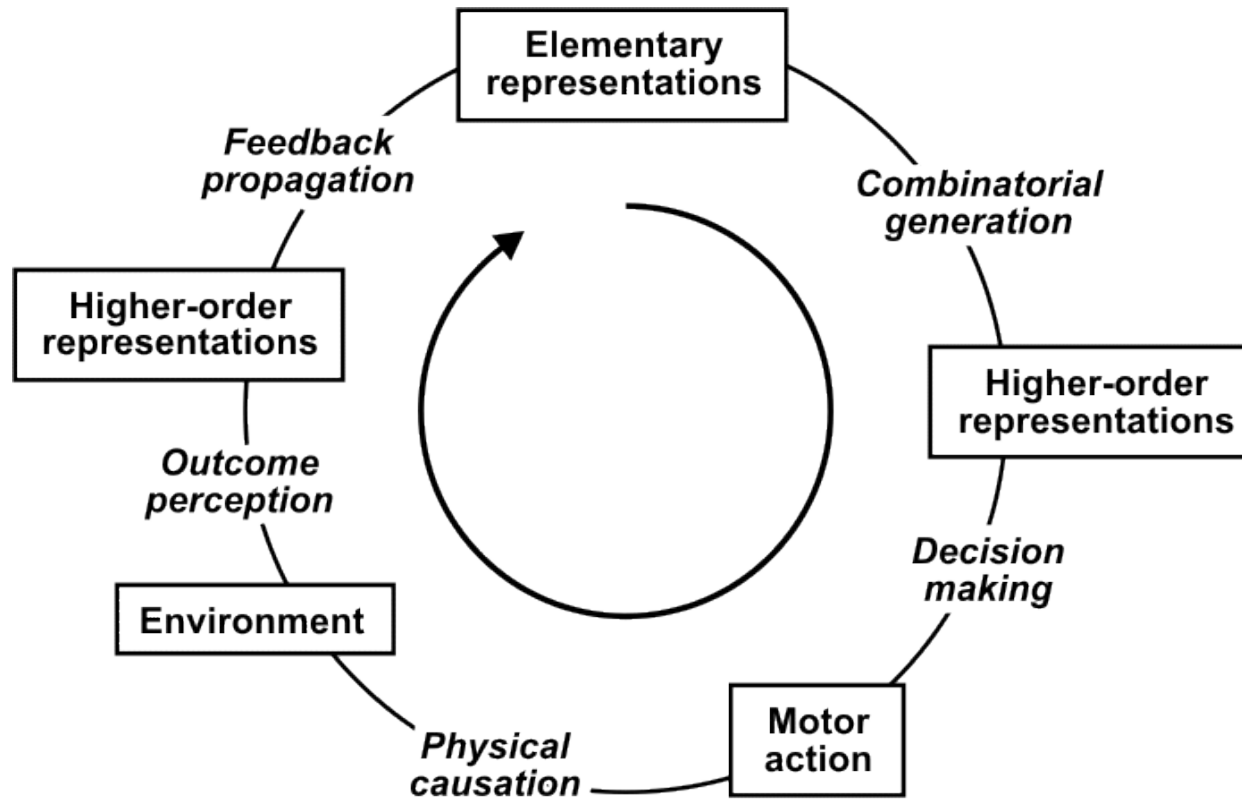 Elementary
representations
Combinatorial
generation
Higher-order
representations
Decision
making
Motor
action
Physical
causation
Environment
Outcome
perception
Higher-order
representations
Feedback
propagation